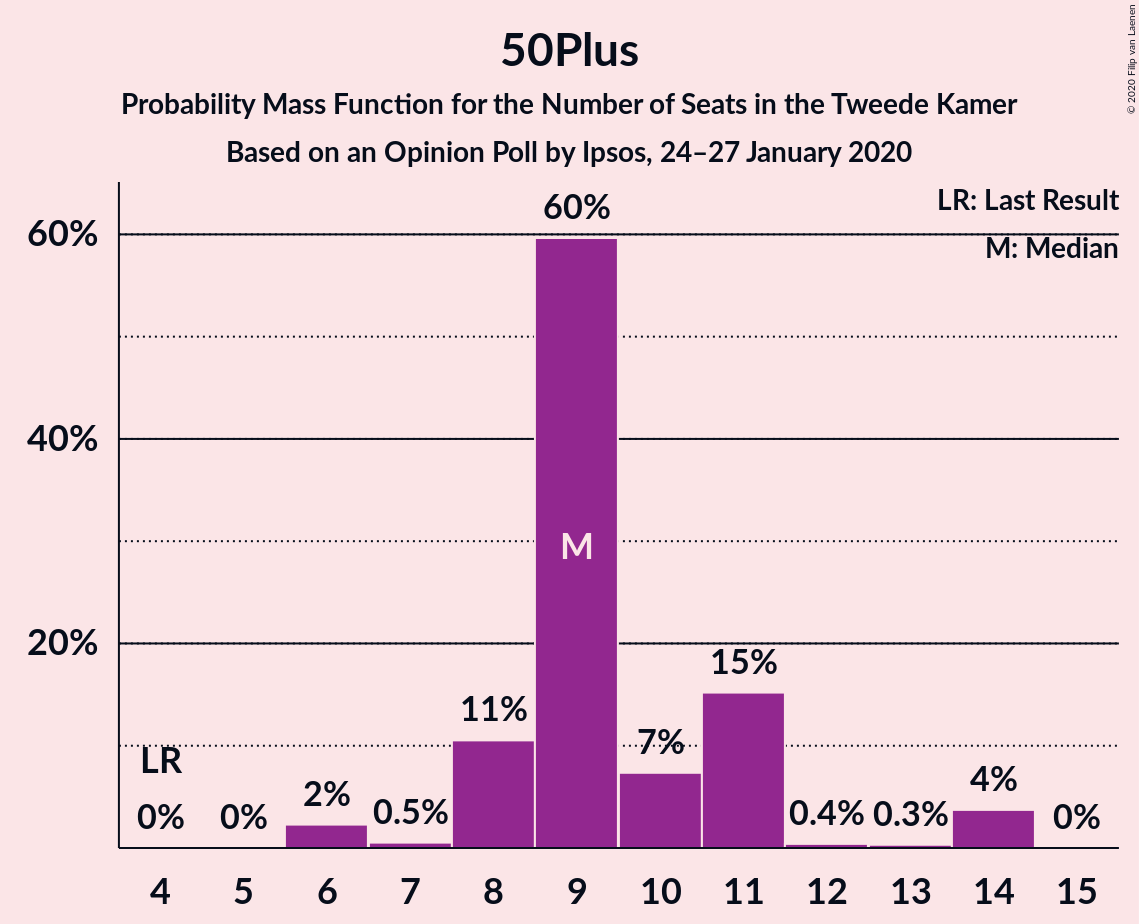 50Plus
Probability Mass Function for the Number of Seats in the Tweede Kamer
Based on an Opinion Poll by Ipsos, 24–27 January 2020
© 2020 Filip van Laenen
LR: Last Result
M: Median
60%
40%
20%
LR
0%
0%
2%
0.5%
11%
60%
M
7%
15%
0.4%
0.3%
4%
0%
4 5 6 7 8 9 10 11 12 13 14 15